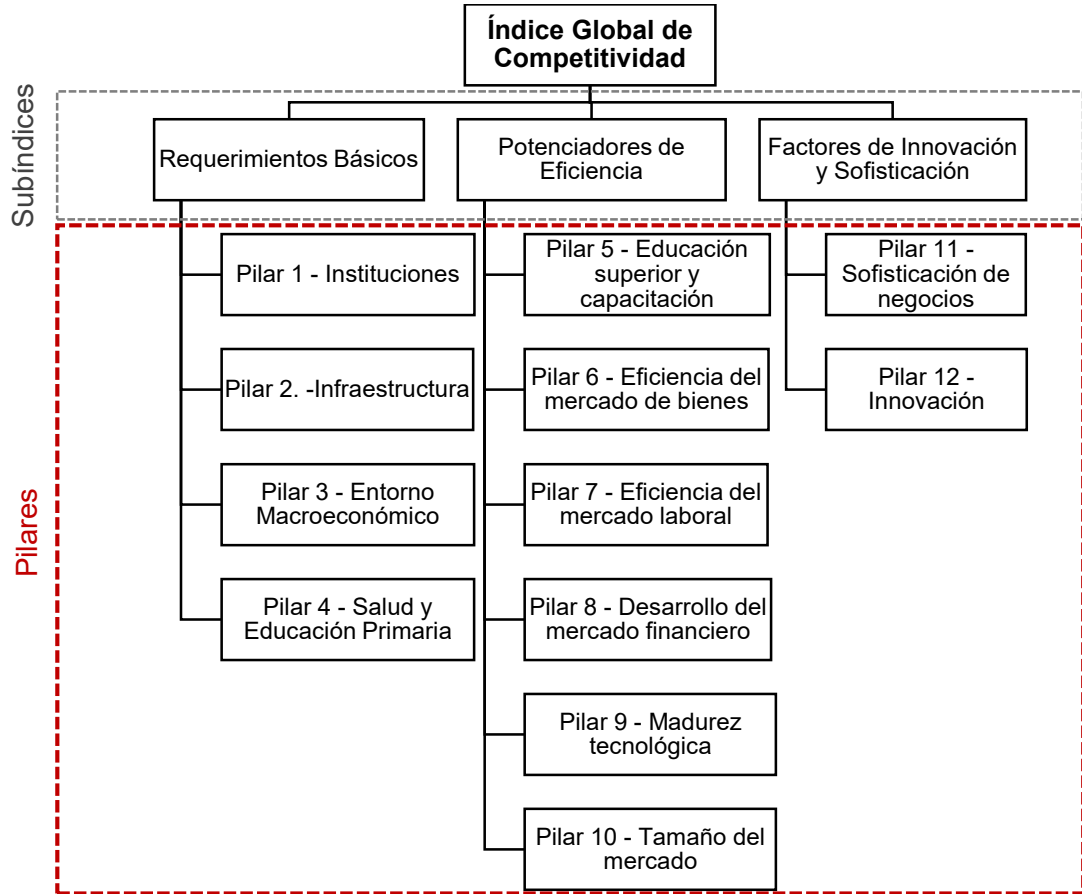 Índice Global de
Competitividad
Subíndices
Requerimientos Básicos
Potenciadores de
Eficiencia
Factores de Innovación
y Sofisticación
Pilares
Pilar 1 - Instituciones
Pilar 2. -Infraestructura
Pilar 3 - Entorno
Macroeconómico
Pilar 4 - Salud y
Educación Primaria
Pilar 5 - Educación
superior y
capacitación
Pilar 6 - Eficiencia del
mercado de bienes
Pilar 7 - Eficiencia del
mercado laboral
Pilar 8 - Desarrollo del
mercado financiero
Pilar 9 - Madurez
tecnológica
Pilar 10 - Tamaño del
mercado
Pilar 11 -
Sofisticación de
negocios
Pilar 12 -
Innovación